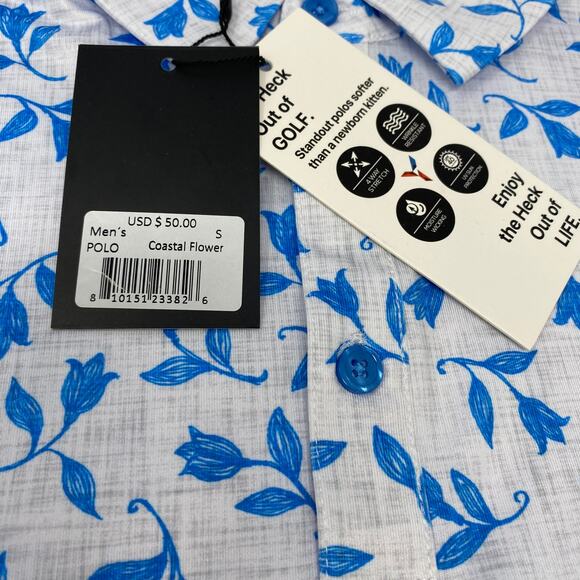 USD $ 50.00
Men´s S
POLO Coastal Flower
8 10151 23382 6
Heck
Out of
GOLF.
Standout polos softer
than a newborn kitten.
WRINKLE
RESISTANT
4 WAY
STRETCH
UV SUN
PROTECTION
MOISTURE
WICKING
Enjoy
the Heck
Out of
LIFE.